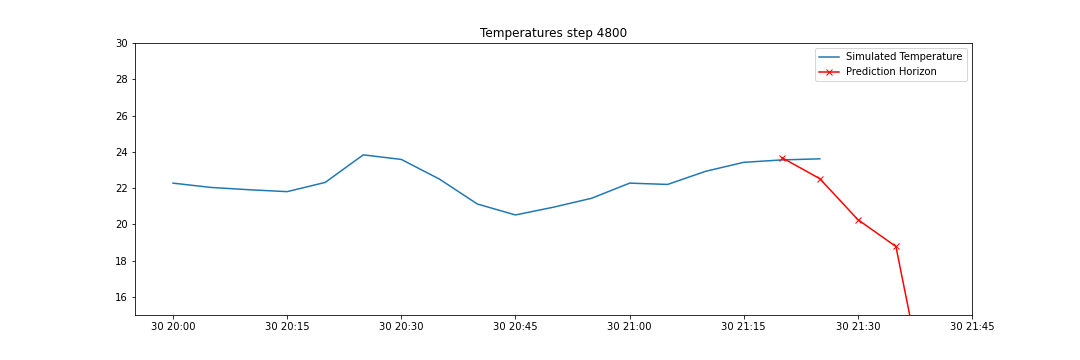 Temperatures step 4800
30
28
26
24
22
20
18
16
Simulated Temperature
Prediction Horizon
30 20:00 30 20:15 30 20:30 30 20:45 30 21:00 30 21:15 30 21:30 30 21:45